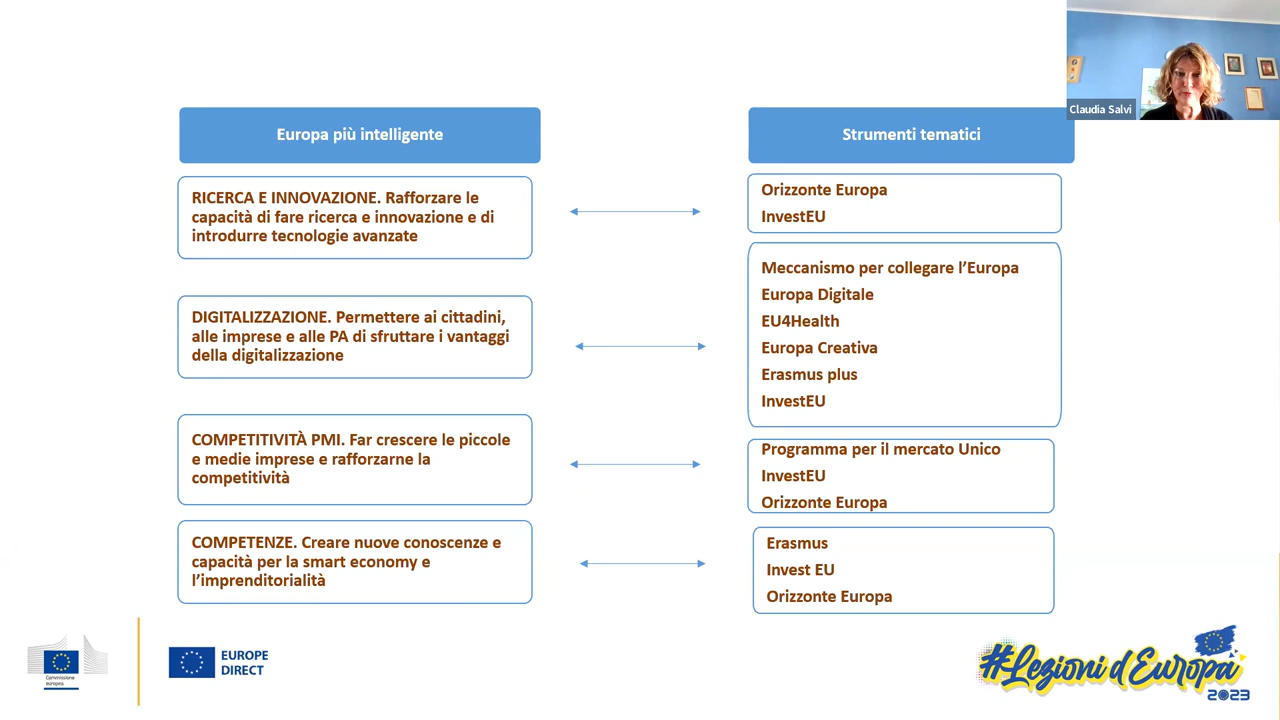 Claudia Salvi
Europa più intelligente
Strumenti tematici
RICERCA E INNOVAZIONE. Rafforzare le
capacità di fare ricerca e innovazione e di
introdurre tecnologie avanzate
Orizzonte Europa
InvestEU
DIGITALIZZAZIONE. Permettere ai cittadini,
alle imprese e alle PA di sfruttare i vantaggi
della digitalizzazione
Meccanismo per collegare l’Europa
Europa Digitale
EU4Health
Europa Creativa
Erasmus plus
InvestEU
COMPETITIVITÀ PMI. Far crescere le piccole
e medie imprese e rafforzarne la
competitività
Programma per il mercato Unico
InvestEU
Orizzonte Europa
COMPETENZE. Creare nuove conoscenze e
capacità per la smart economy e
l’imprenditorialità
Erasmus
Invest EU
Orizzonte Europa
Commissione
europea
EUROPE
DIRECT
#Lezioni d'Europa
2023